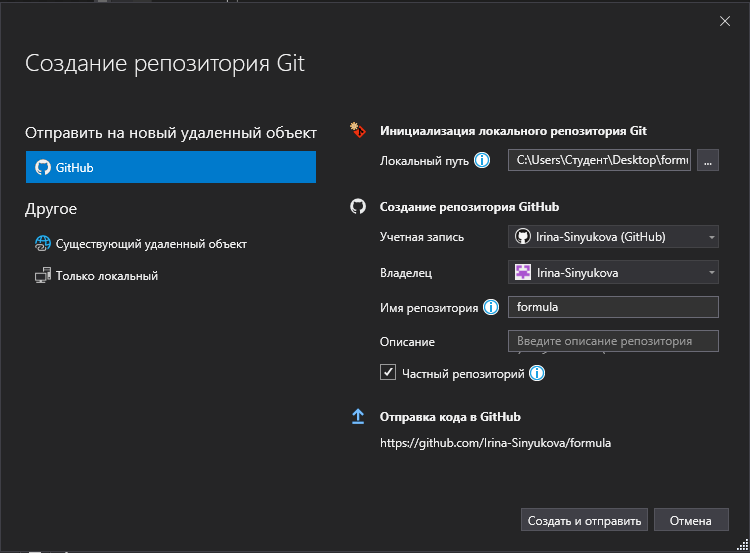 Создание репозитория Git
Отправить на новый удаленный объект
GitHub
Другое
Существующий удаленный объект
Только локальный
Инициализация локального репозитория Git
Локальный путь C:\Users\Студент\Desktop\formu ...
Создание репозитория GitHub
Учетная запись Irina-Sinyukova (GitHub)
Владелец Irina-Sinyukova
Имя репозитория formula
Описание Введите описание репозитория
Частный репозиторий
Отправка кода в GitHub
https://github.com/Irina-Sinyukova/formula
Создать и отправить Отмена